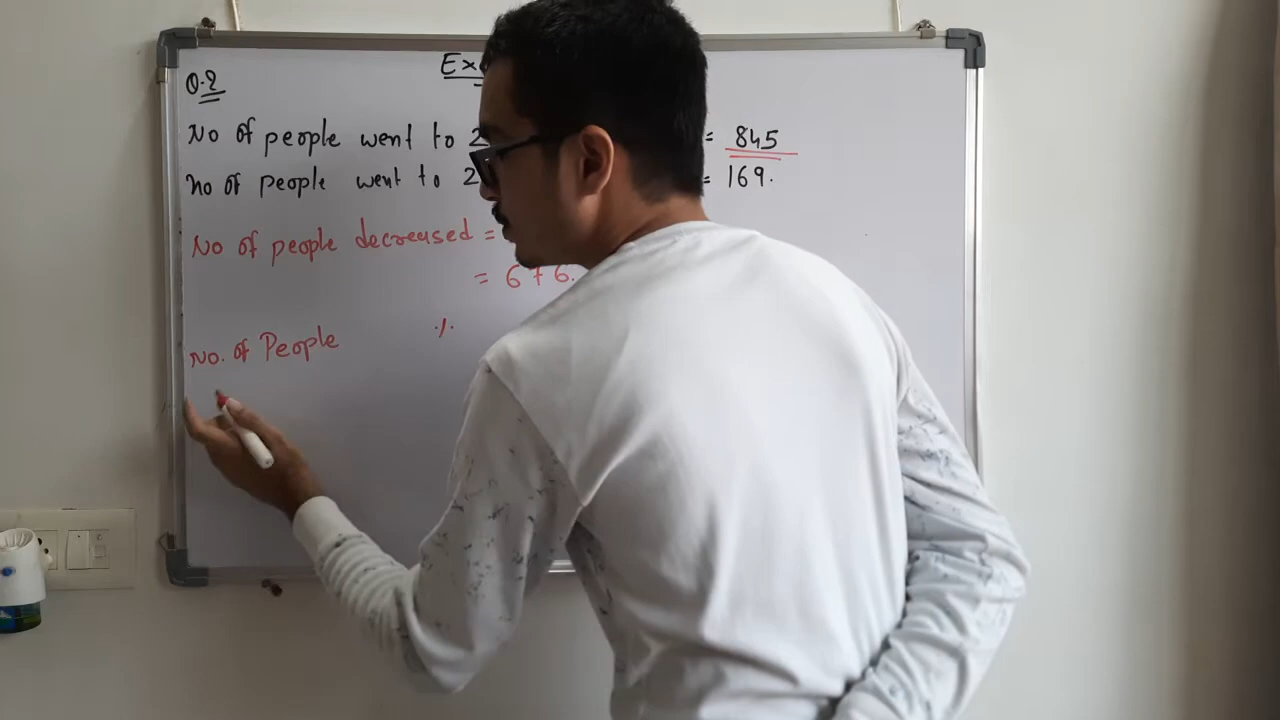 Q.2
No of people went to 2 = 845
No of people went to 2 = 169.
No of people decreased =
= 676.
No. of People %